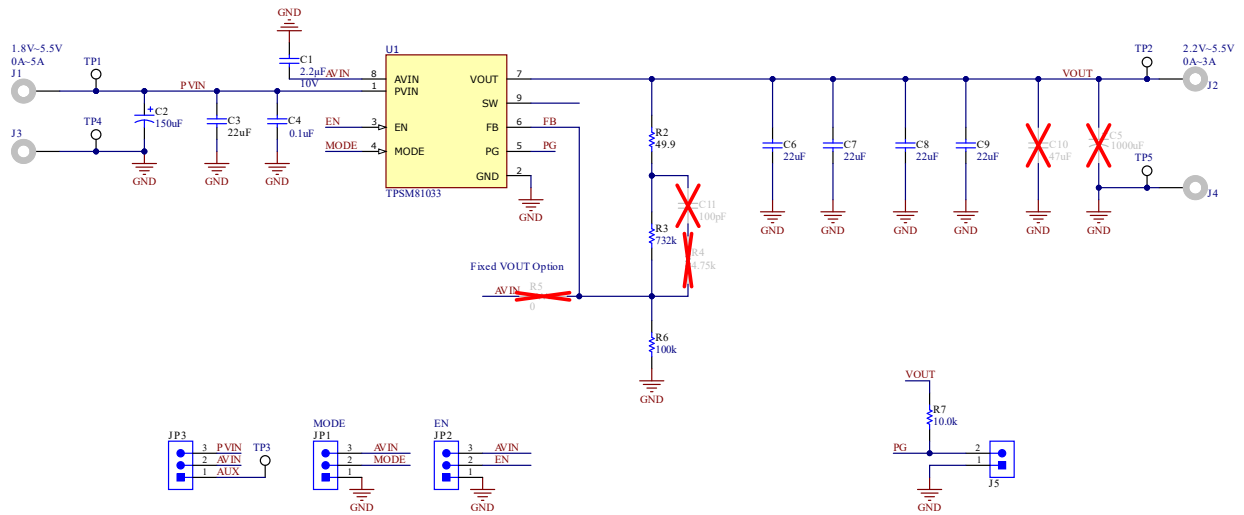 GND
GND
1.8V~5.5V
0A~5A
J1
TP1
PVIN
C1
2.2µF
10V
AVIN
U1
8
AVIN
1
PVIN
3
EN
4
MODE
VOUT
7
SW
9
FB
6
PG
5
GND
2
TPSM81033
EN
MODE
FB
PG
GND
J3
TP4
C2
150uF
GND
C3
22uF
GND
C4
0.1uF
GND
R2
49.9
C11
100pF
R3
732k
R4
4.75k
Fixed VOUT Option
AVIN
R5
0
R6
100k
GND
C6
22uF
GND
C7
22uF
GND
C8
22uF
GND
C9
22uF
GND
C10
47uF
GND
VOUT
C5
1000uF
GND
TP2
2.2V~5.5V
0A~3A
J2
TP5
J4
JP3
3 PVIN
2 AVIN
1 AUX
TP3
MODE
JP1
3 AVIN
2 MODE
1
GND
EN
JP2
3 AVIN
2 EN
1
GND
VOUT
R7
10.0k
PG
2
1
J5
GND